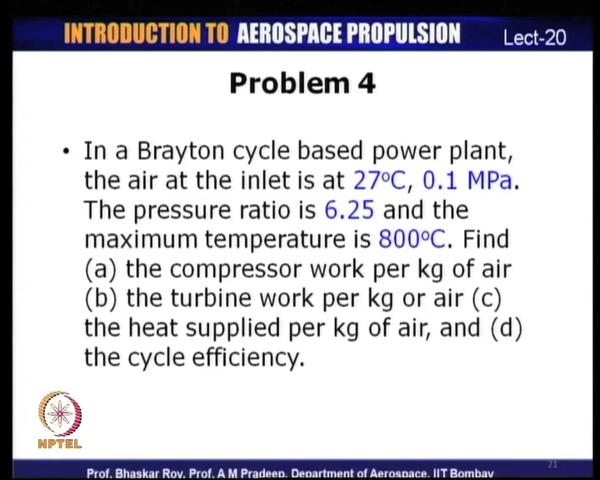 INTRODUCTION TO AEROSPACE PROPULSION
Lect-20
Problem 4
• In a Brayton cycle based power plant,
the air at the inlet is at 27°C, 0.1 MPa.
The pressure ratio is 6.25 and the
maximum temperature is 800°C. Find
(a) the compressor work per kg of air
(b) the turbine work per kg or air (c)
the heat supplied per kg of air, and (d)
the cycle efficiency.
NPTEL
21
Prof. Bhaskar Roy, Prof. A M Pradeep, Department of Aerospace, IIT Bombay